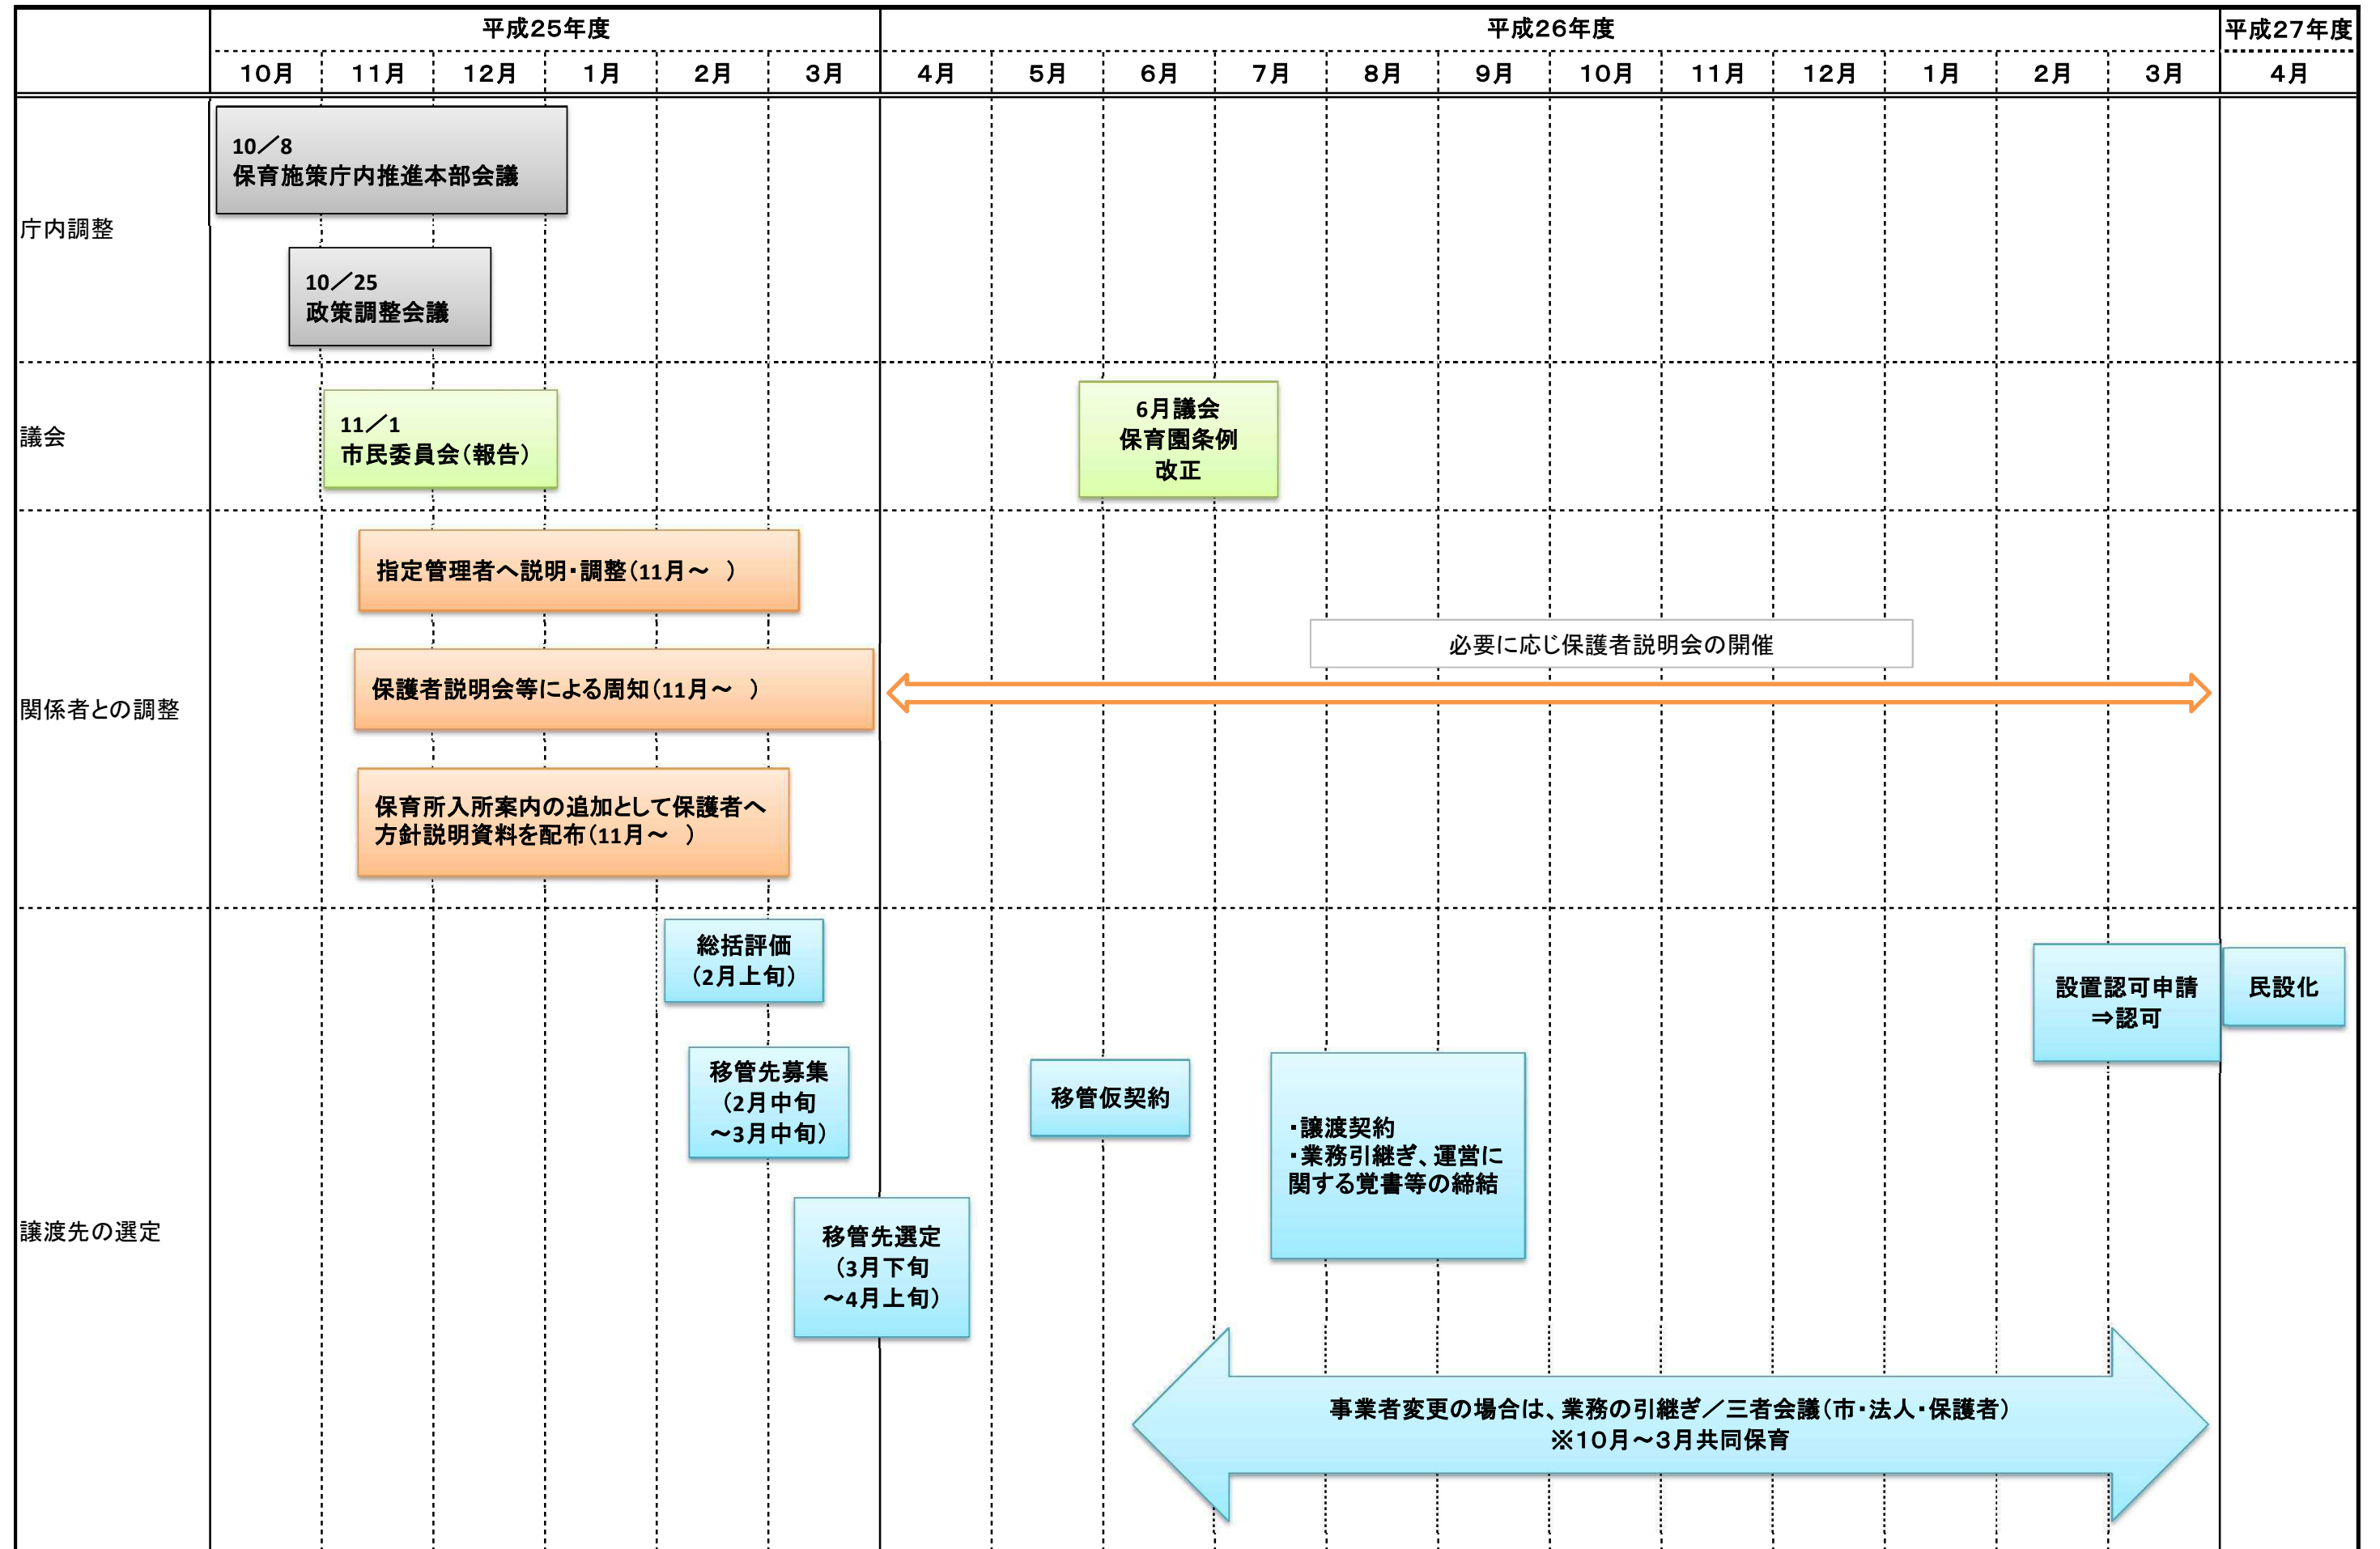 平成25年度
平成26年度
平成27年度
10月 11月 12月 1月 2月 3月 4月 5月 6月 7月 8月 9月 10月 11月 12月 1月 2月 3月 4月
庁内調整
10／8
保育施策庁内推進本部会議
10／25
政策調整会議
議会
11／1
市民委員会（報告）
6月議会
保育園条例
改正
関係者との調整
指定管理者へ説明・調整（11月～　）
保護者説明会等による周知（11月～　）
必要に応じ保護者説明会の開催
保育所入所案内の追加として保護者へ
方針説明資料を配布（11月～　）
譲渡先の選定
総括評価
（2月上旬）
移管先募集
（2月中旬
～3月中旬）
移管先選定
（3月下旬
～4月上旬）
移管仮契約
・譲渡契約
・業務引継ぎ、運営に
関する覚書等の締結
設置認可申請
⇒認可
民設化
事業者変更の場合は、業務の引継ぎ／三者会議（市・法人・保護者）
※10月～3月共同保育